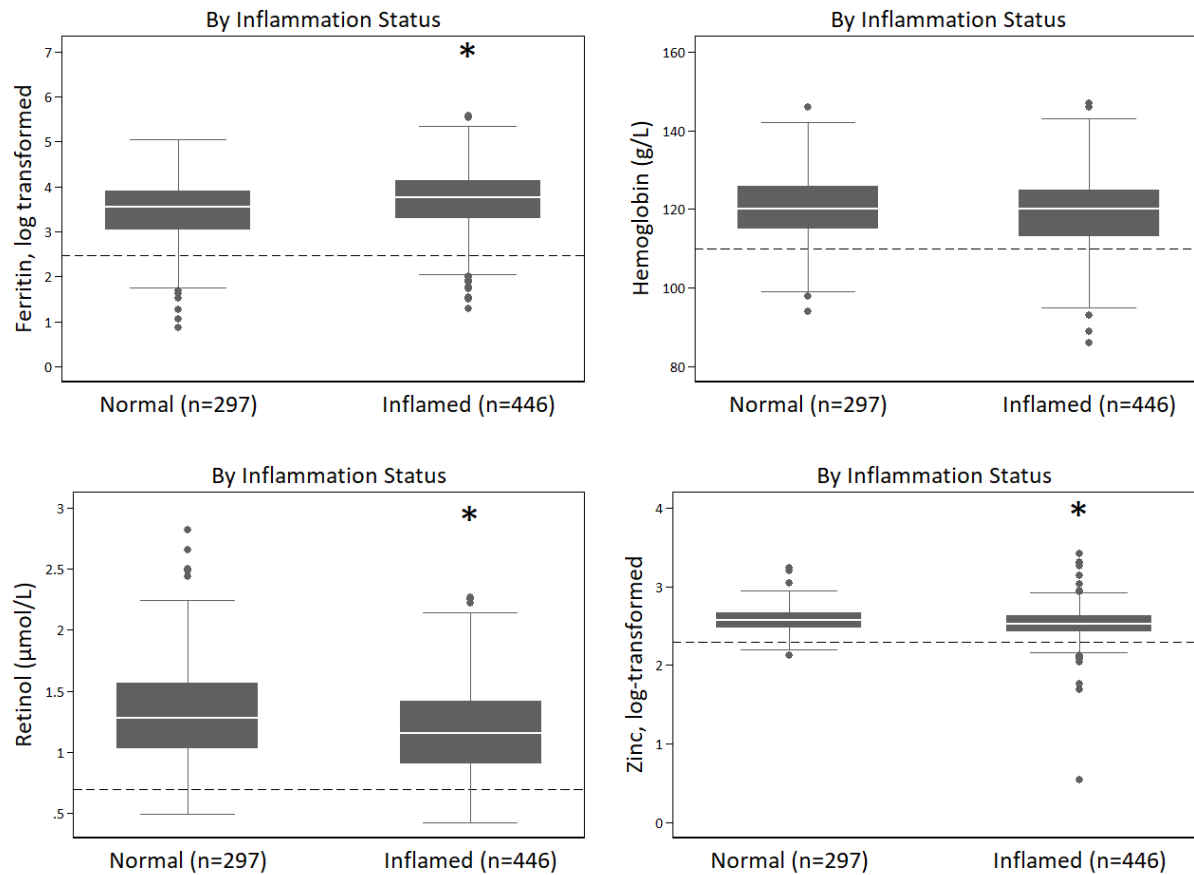 By Inflammation Status
Ferritin, log transformed
7
6
5
4
3
2
1
0
*
Normal (n=297)
Inflamed (n=446)
By Inflammation Status
Hemoglobin (g/L)
160
140
120
100
80
Normal (n=297)
Inflamed (n=446)
By Inflammation Status
Retinol (µmol/L)
3
2.5
2
1.5
1
.5
*
Normal (n=297)
Inflamed (n=446)
By Inflammation Status
Zinc, log-transformed
4
3
2
1
0
*
Normal (n=297)
Inflamed (n=446)